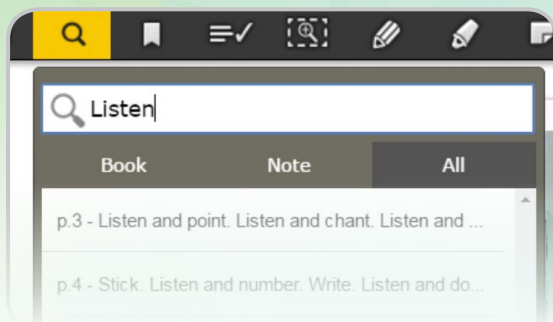 Listen
Book Note All
p.3 - Listen and point. Listen and chant. Listen and ...
p.4 - Stick. Listen and number. Write. Listen and do...